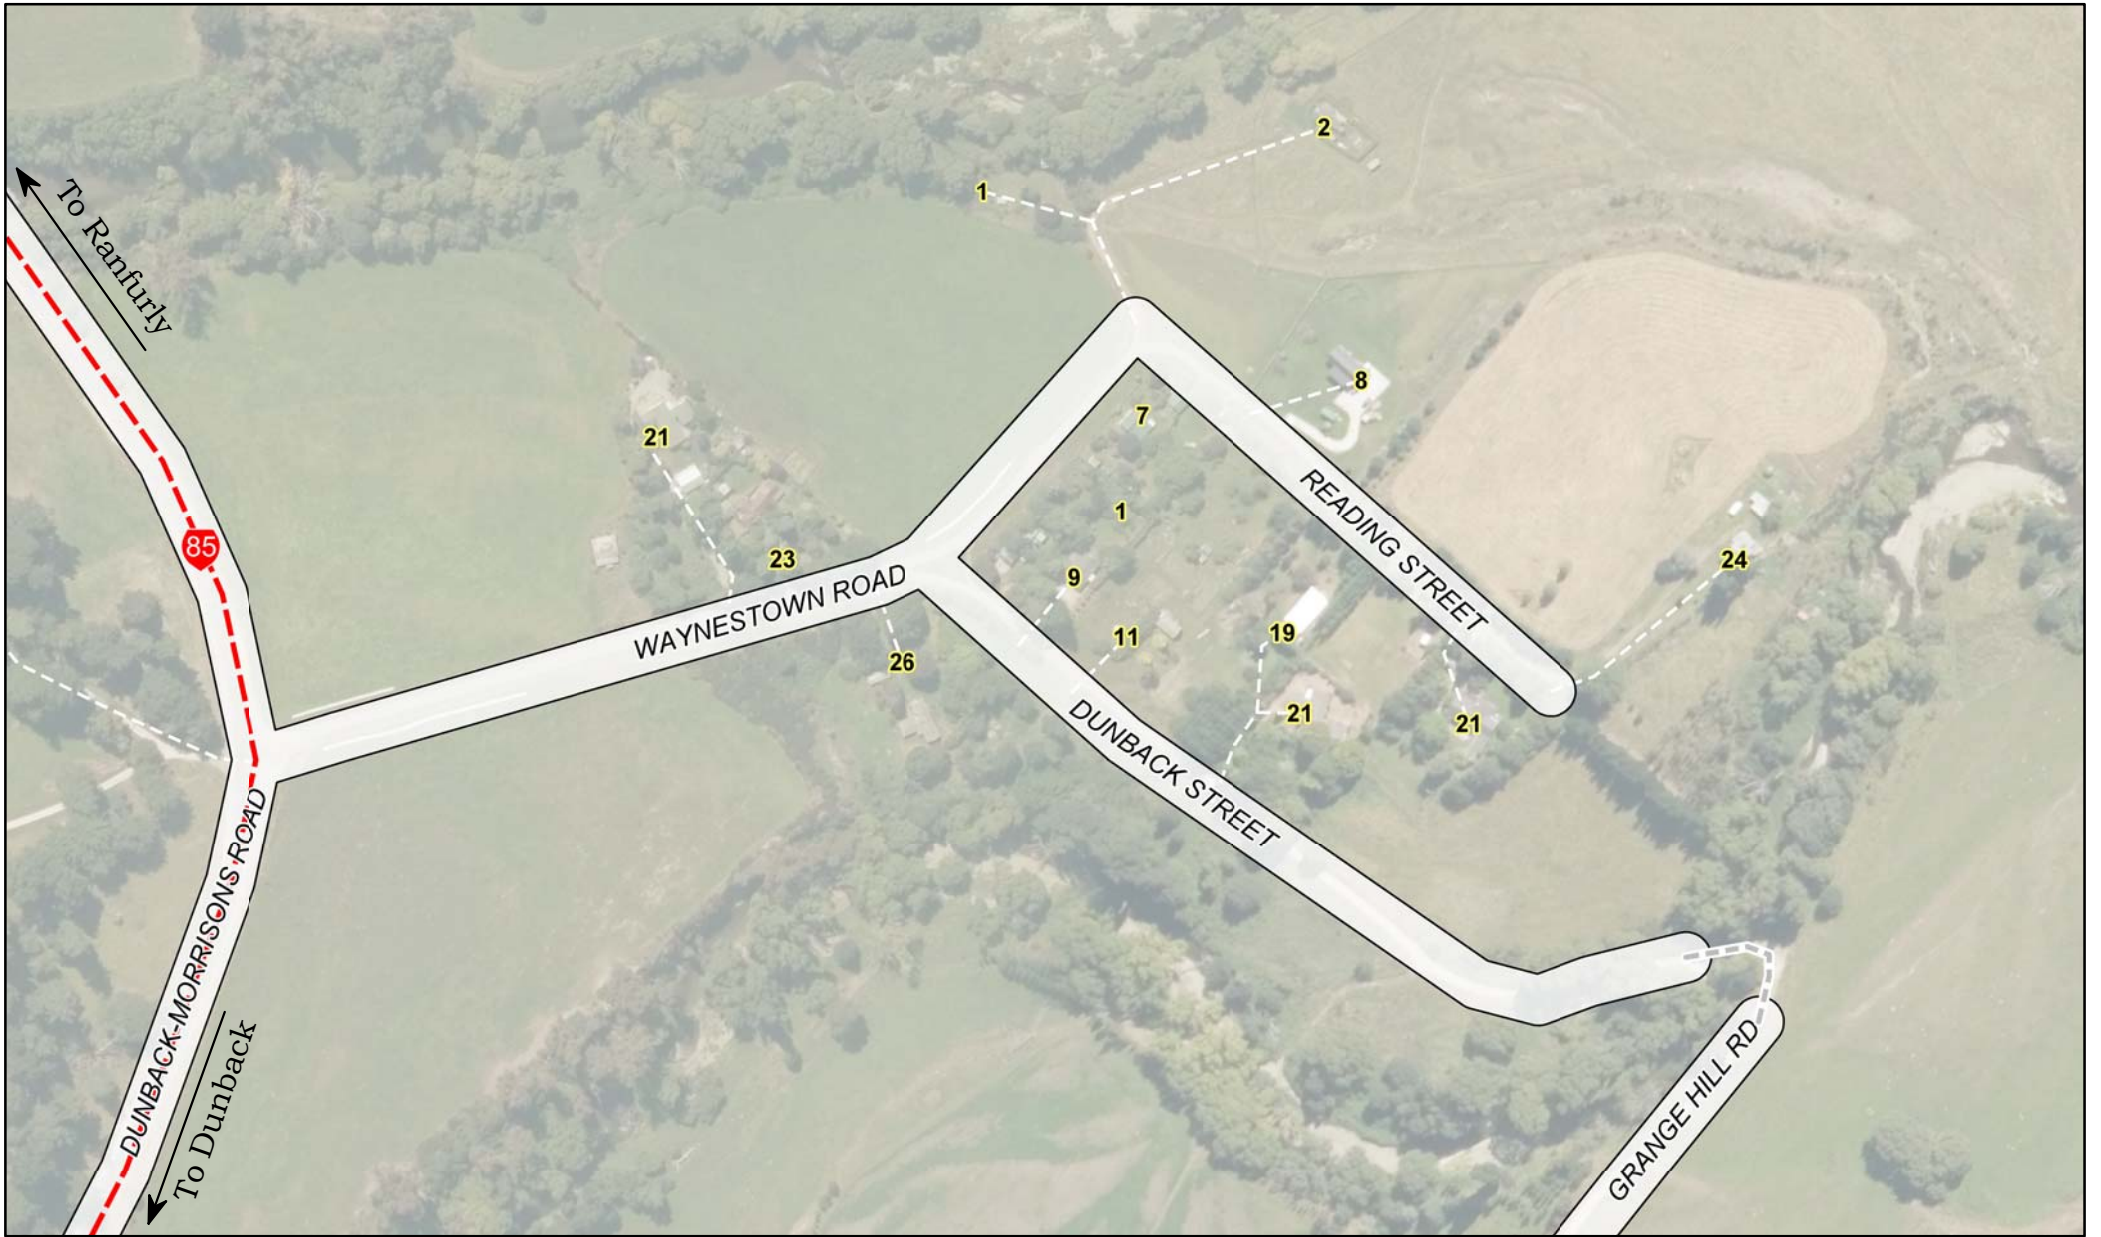 2
1
To Ranfurly
8
7
21
READING STREET
1
85
23
24
WAYNESTOWN ROAD
9
19
11
26
21
21
DUNBACK STREET
DUNBACK-MORRISONS ROAD
To Dunback
GRANGE HILL RD